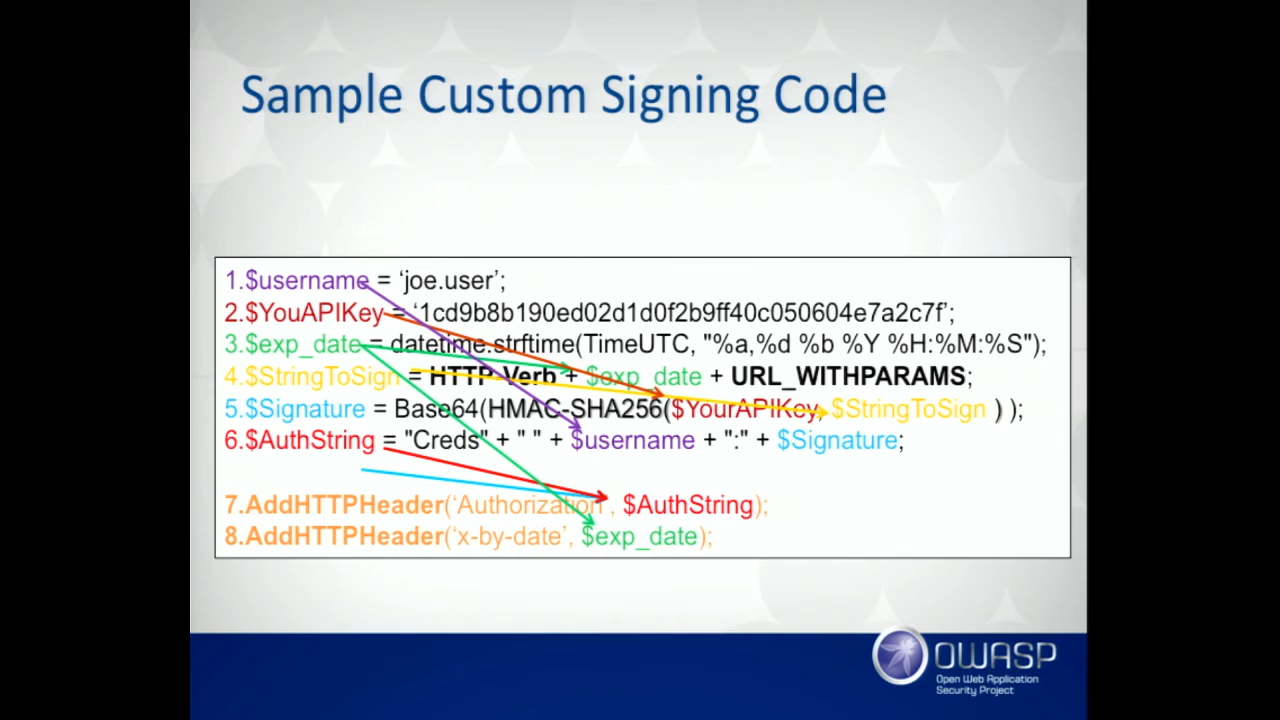 Sample Custom Signing Code
1.$username = ‘joe.user’;
2.$YouAPIKey = ‘1cd9b8b190ed02d1d0f2b9ff40c050604e7a2c7f’;
3.$exp_date = datetime.strftime(TimeUTC, "%a,%d %b %Y %H:%M:%S");
4.$StringToSign = HTTP_Verb + $exp_date + URL_WITHPARAMS;
5.$Signature = Base64(HMAC-SHA256($YourAPIKey, $StringToSign ) );
6.$AuthString = "Creds" + " " + $username + ":" + $Signature;
7.AddHTTPHeader(‘Authorization’, $AuthString);
8.AddHTTPHeader(‘x-by-date’, $exp_date);
OWASP
Open Web Application
Security Project